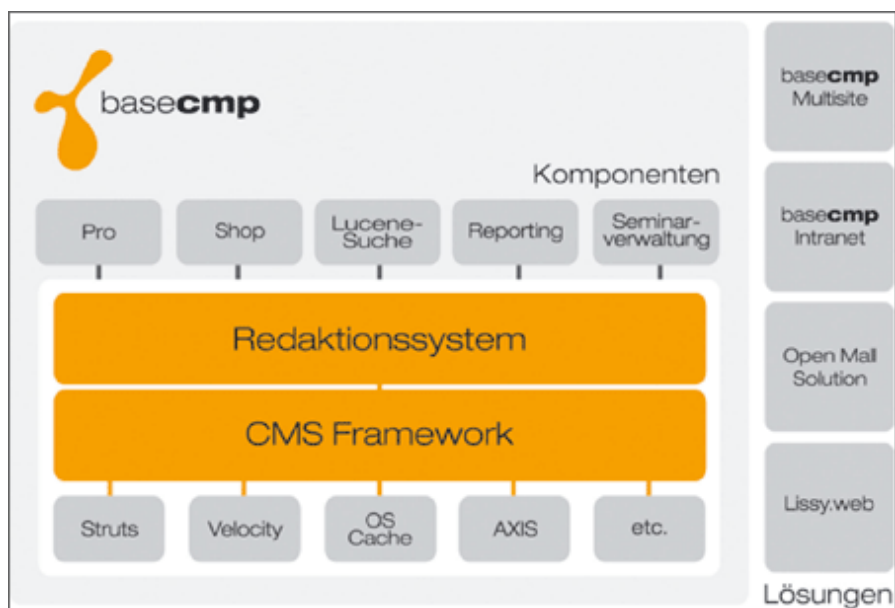 basecmp
Komponenten
Pro
Shop
Lucene-
Suche
Reporting
Seminar-
verwaltung
Redaktionssystem
CMS Framework
Struts
Velocity
OS
Cache
AXIS
etc.
basecmp
Multisite
basecmp
Intranet
Open Mall
Solution
Lissy.web
Lösungen